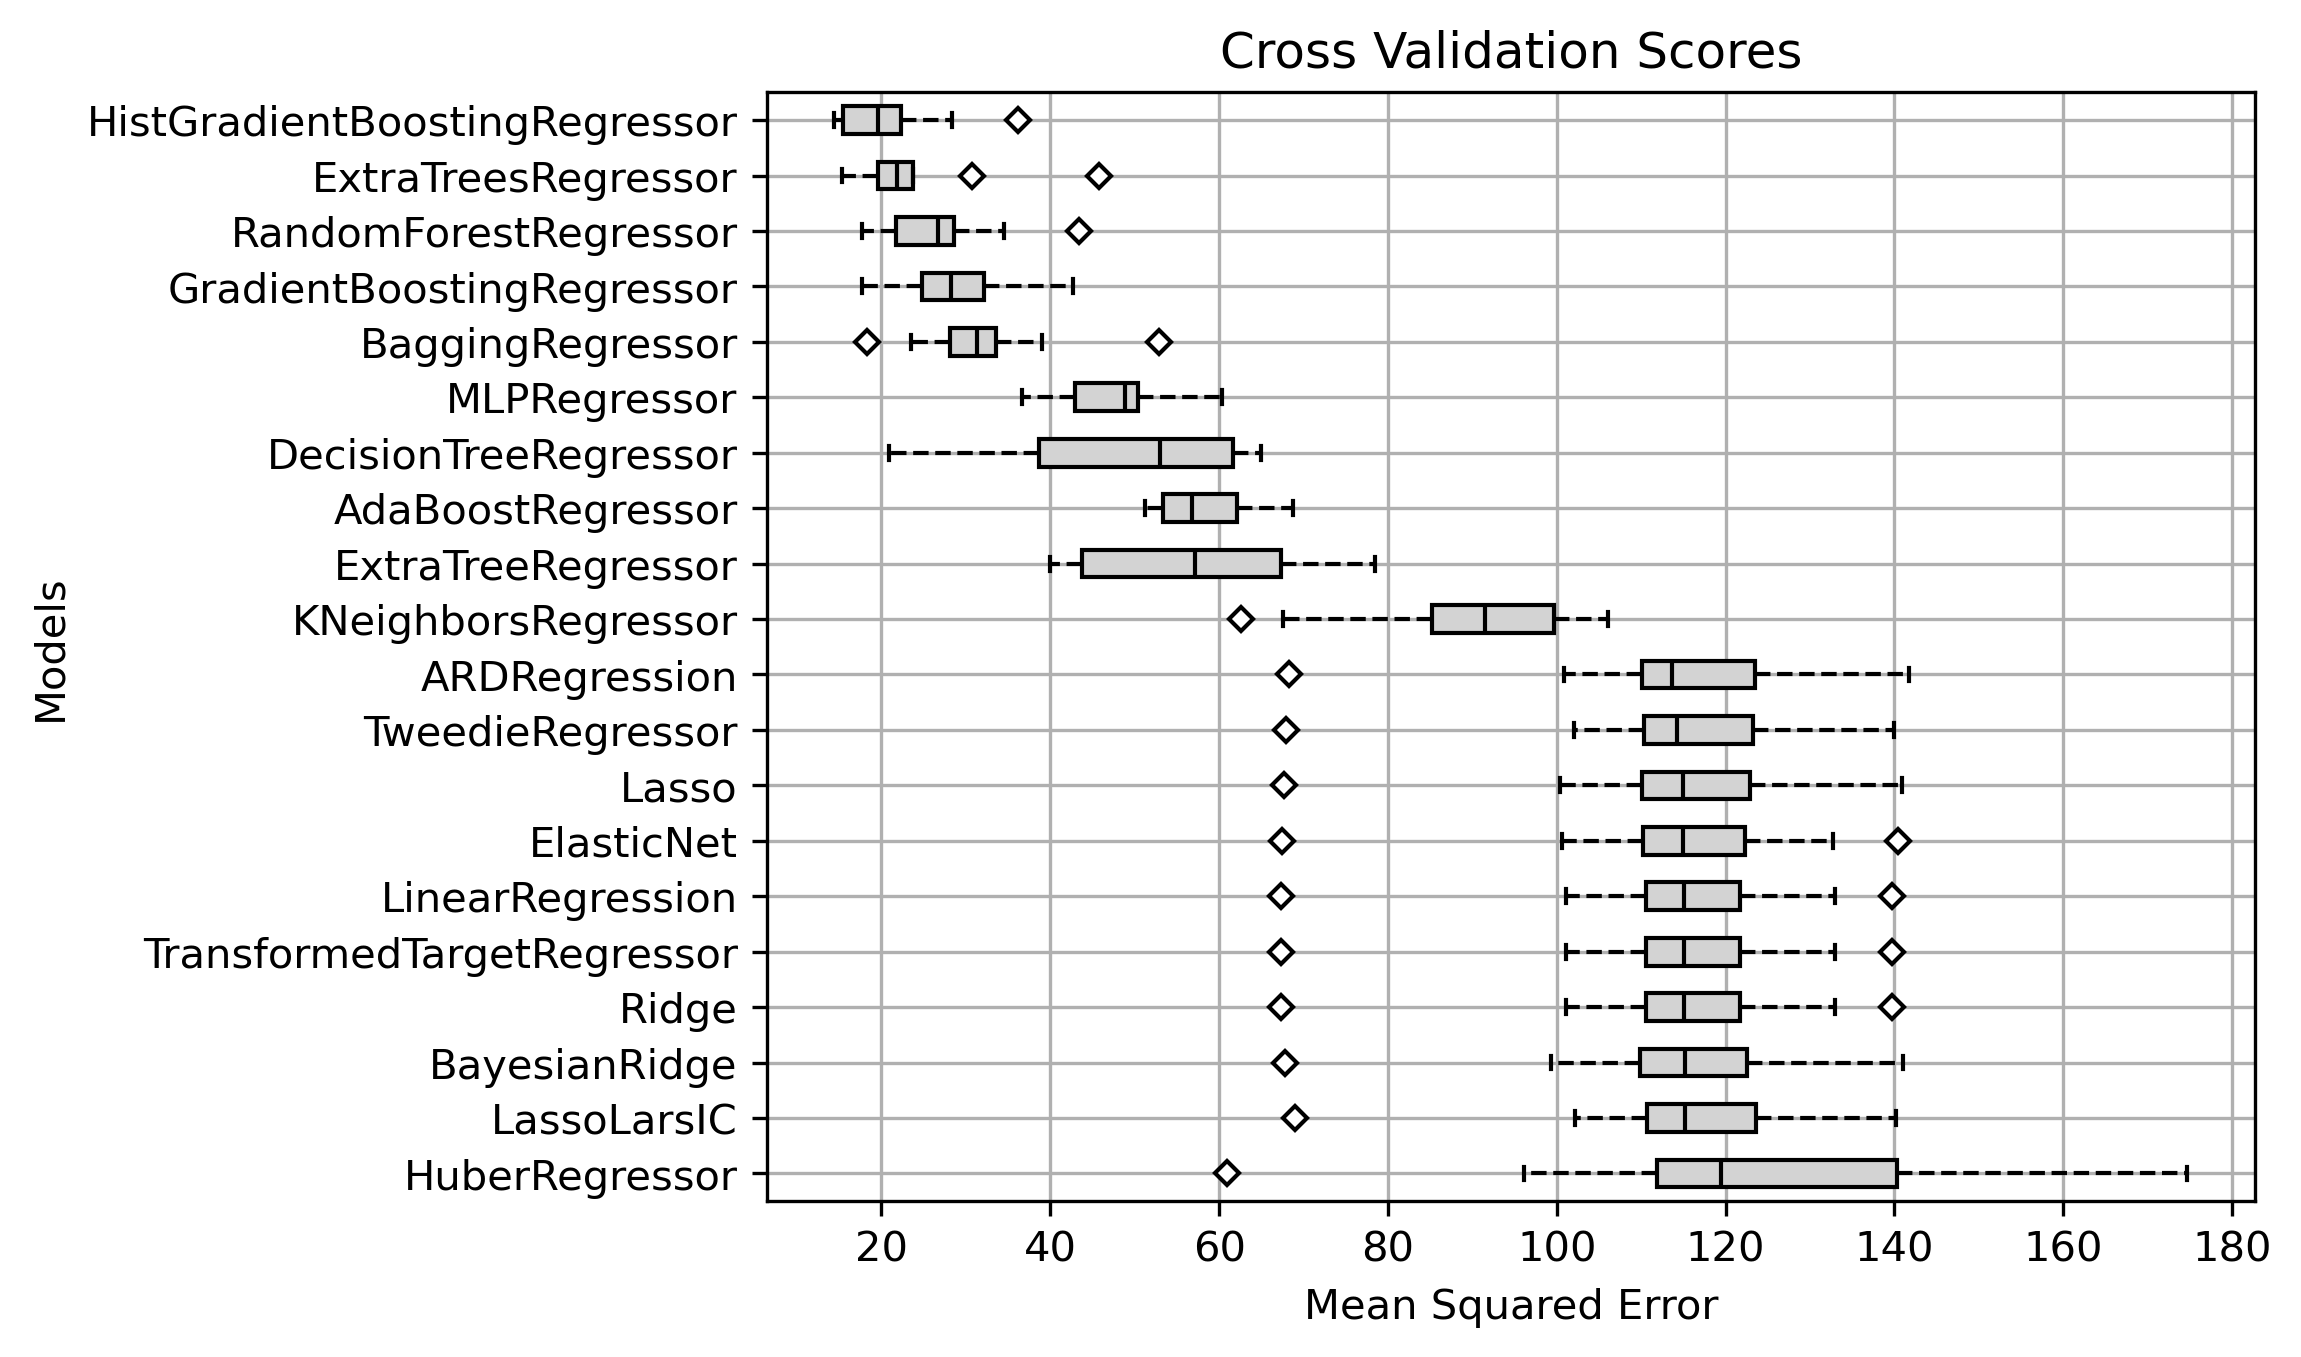 Cross Validation Scores
HistGradientBoostingRegressor
ExtraTreesRegressor
RandomForestRegressor
GradientBoostingRegressor
BaggingRegressor
MLPRegressor
DecisionTreeRegressor
AdaBoostRegressor
ExtraTreeRegressor
KNeighborsRegressor
ARDRegression
TweedieRegressor
Lasso
ElasticNet
LinearRegression
TransformedTargetRegressor
Ridge
BayesianRidge
LassoLarsIC
HuberRegressor
Models
20 40 60 80 100 120 140 160 180
Mean Squared Error